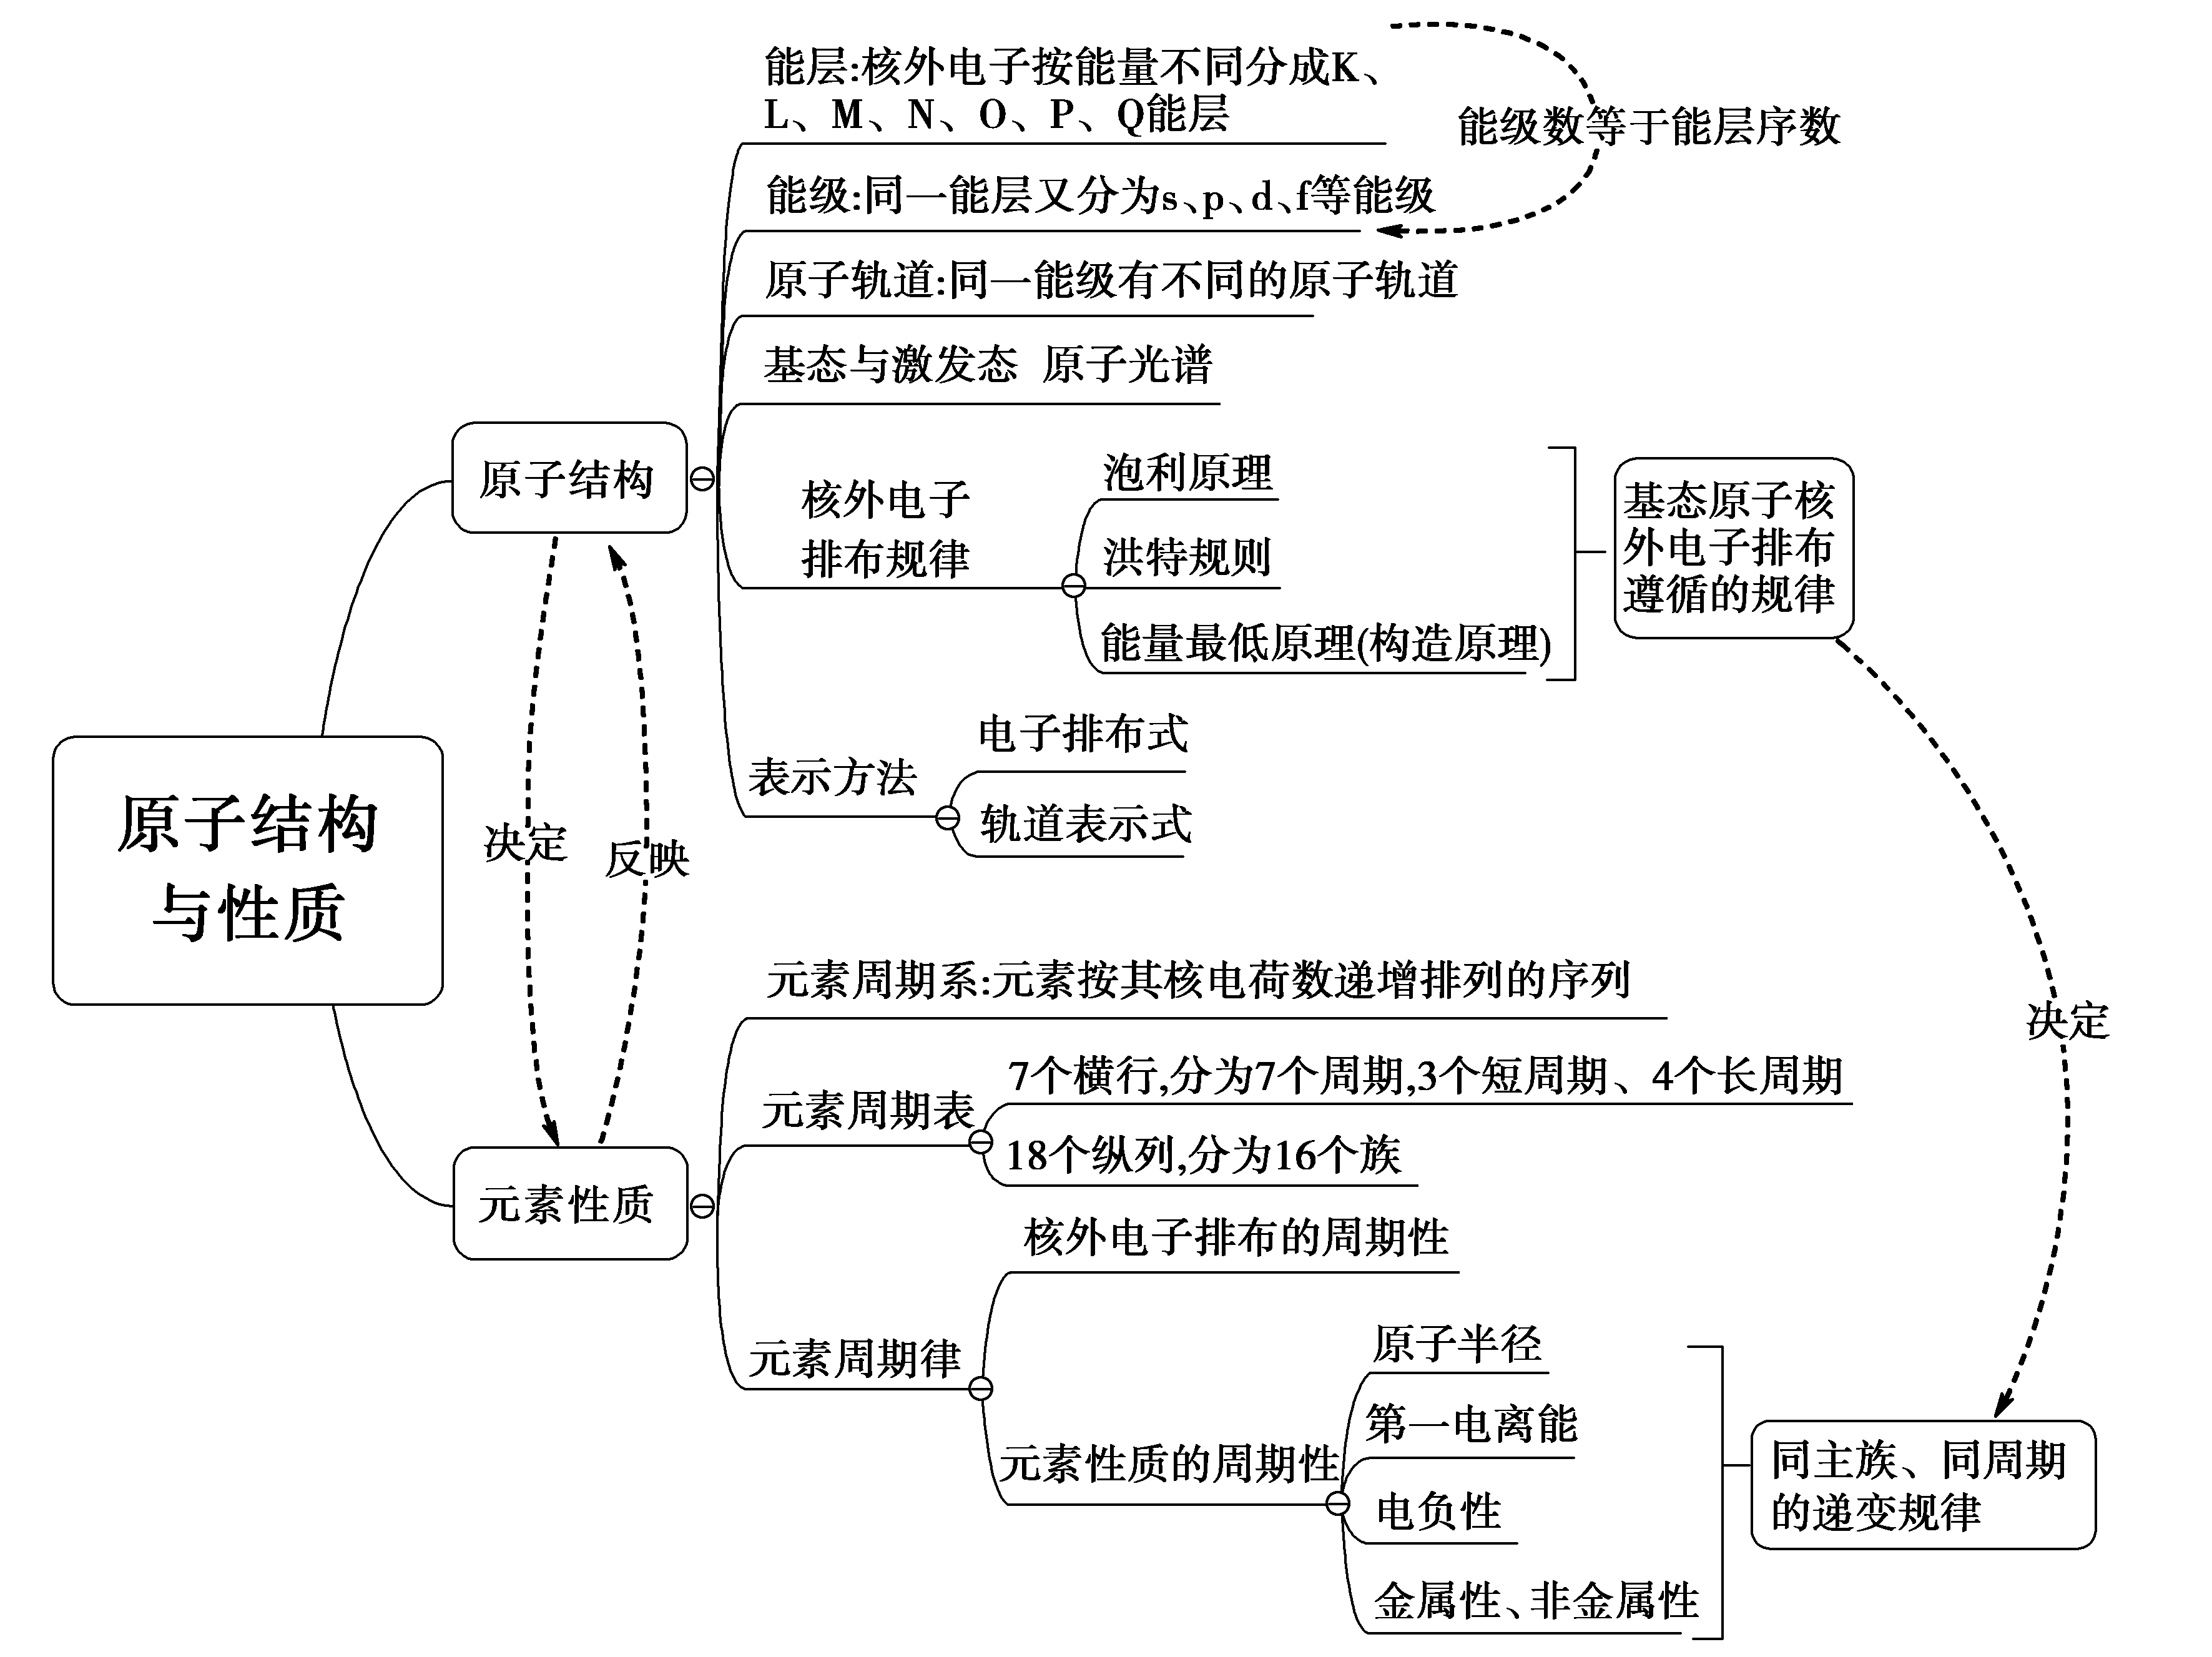 能层:核外电子按能量不同分成K、
L、M、N、O、P、Q能层
能级数等于能层序数
能级:同一能层又分为s、p、d、f等能级
原子轨道:同一能级有不同的原子轨道
基态与激发态 原子光谱
原子结构
核外电子
排布规律
泡利原理
洪特规则
能量最低原理(构造原理)
基态原子核
外电子排布
遵循的规律
表示方法
电子排布式
轨道表示式
原子结构
与性质
决定
反映
决定
元素性质
元素周期系:元素按其核电荷数递增排列的序列
元素周期表
7个横行,分为7个周期,3个短周期、4个长周期
18个纵列,分为16个族
元素周期律
核外电子排布的周期性
元素性质的周期性
原子半径
第一电离能
电负性
金属性、非金属性
同主族、同周期
的递变规律